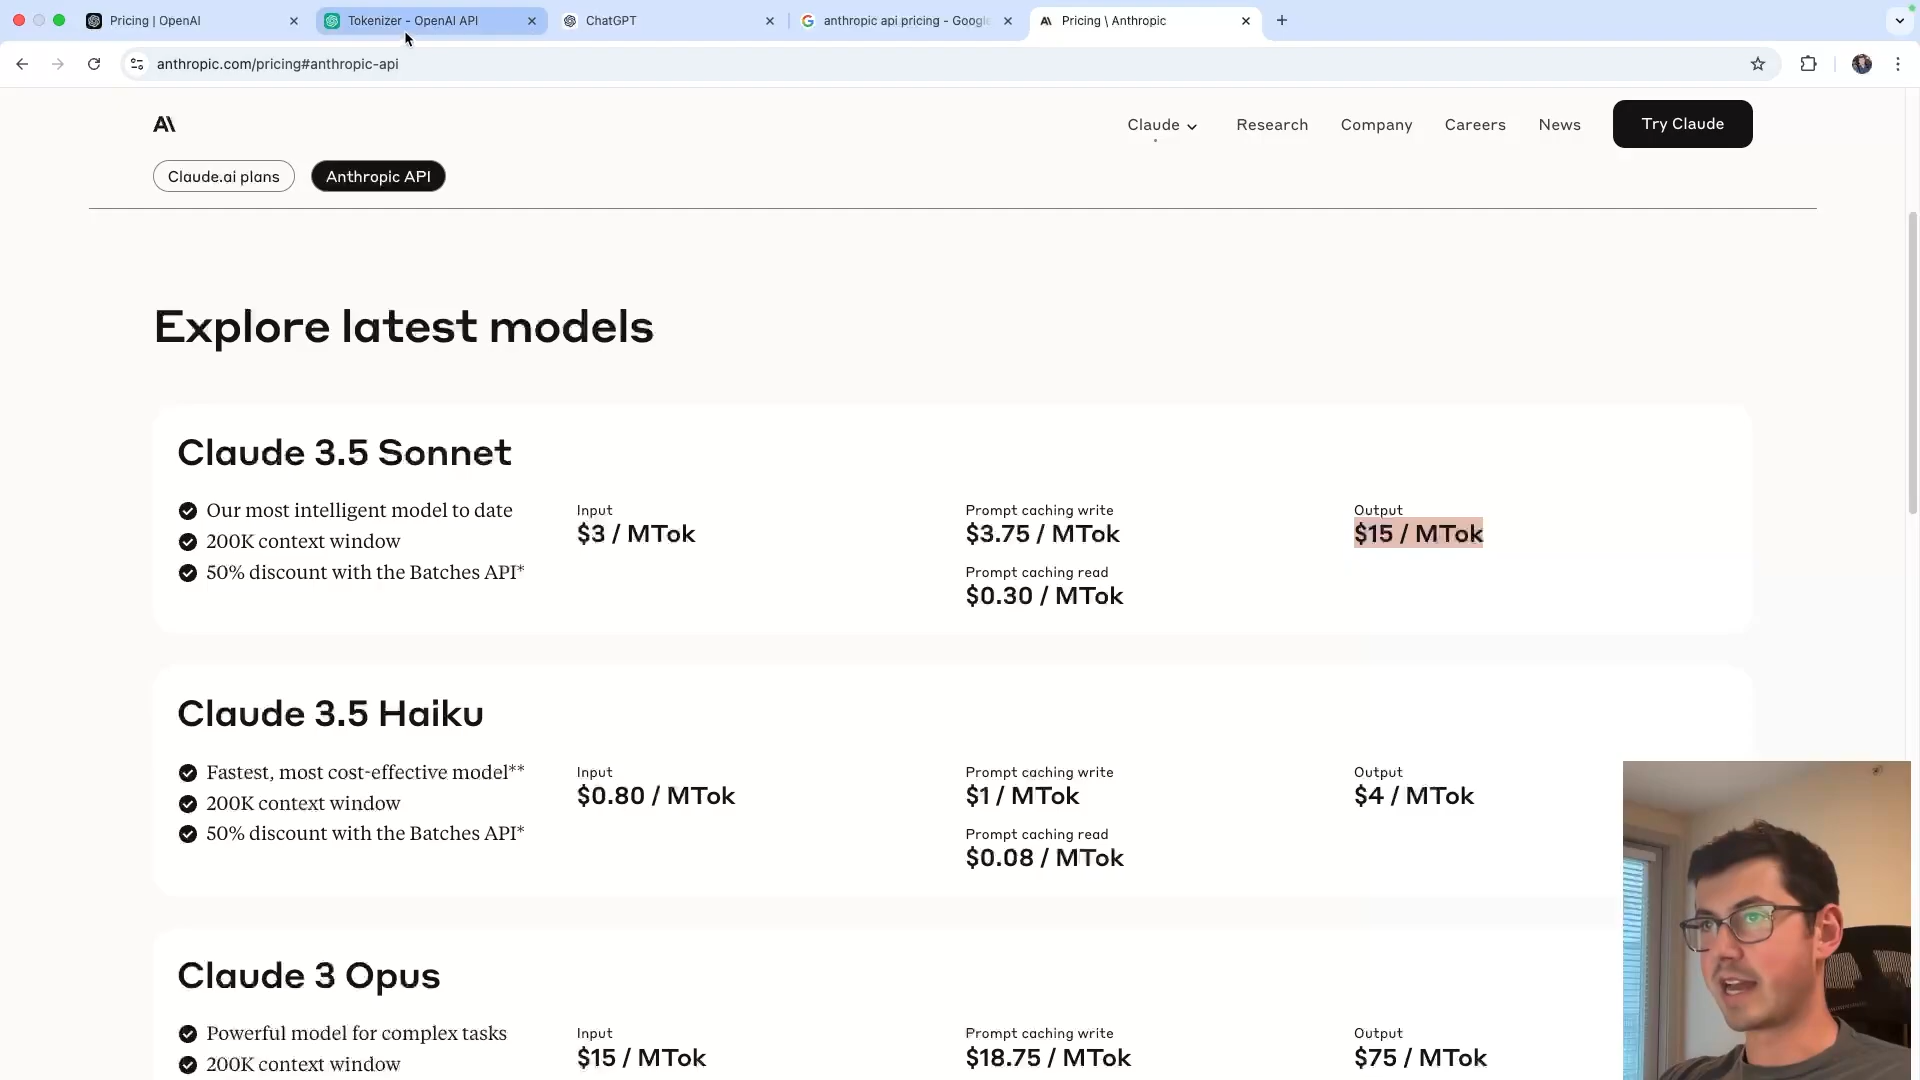 Pricing | OpenAI
Tokenizer - OpenAI API
ChatGPT
anthropic api pricing - Google
Pricing \ Anthropic
anthropic.com/pricing#anthropic-api
Claude
Research
Company
Careers
News
Try Claude
Claude.ai plans
Anthropic API
Explore latest models
Claude 3.5 Sonnet
Our most intelligent model to date
200K context window
50% discount with the Batches API*
Input
$3 / MTok
Prompt caching write
$3.75 / MTok
Prompt caching read
$0.30 / MTok
Output
$15 / MTok
Claude 3.5 Haiku
Fastest, most cost-effective model**
200K context window
50% discount with the Batches API*
Input
$0.80 / MTok
Prompt caching write
$1 / MTok
Prompt caching read
$0.08 / MTok
Output
$4 / MTok
Claude 3 Opus
Powerful model for complex tasks
200K context window
Input
$15 / MTok
Prompt caching write
$18.75 / MTok
Output
$75 / MTok